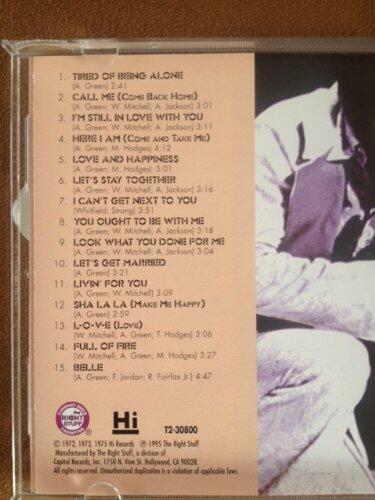 1. TIRED OF BEING ALONE
(A. Green) 2:41
2. CALL ME (COME BACK HOME)
(A. Green; W. Mitchell; A. Jackson) 3:01
3. I'M STILL IN LOVE WITH YOU
(A. Green; W. Mitchell; A. Jackson) 3:11
4. HERE I AM (COME AND TAKE ME)
(A. Green; M. Hodges) 4:12
5. LOVE AND HAPPINESS
(A. Green; M. Hodges) 5:01
6. LET'S STAY TOGETHER
(A. Green; W. Mitchell; A. Jackson) 3:16
7. I CAN'T GET NEXT TO YOU
(Whitfield; Strong) 3:51
8. YOU OUGHT TO BE WITH ME
(A. Green; W. Mitchell; A. Jackson) 3:18
9. LOOK WHAT YOU DONE FOR ME
(A. Green; W. Mitchell; A. Jackson) 3:04
10. LET'S GET MARRIED
(A. Green) 3:21
11. LIVIN' FOR YOU
(A. Green; W. Mitchell) 3:09
12. SHA LA LA (MAKE ME HAPPY)
(A. Green) 2:59
13. L-O-V-E (LOVE)
(W. Mitchell; A. Green; T. Hodges) 3:06
14. FULL OF FIRE
(W. Mitchell; A. Green; M. Hodges) 3:27
15. BELLE
(A. Green; F. Jordan; R. Fairfax Jr.) 4:47
the RIGHT STUFF
Hi
T2-30800
© 1972, 1973, 1975 Hi Records ℗ 1995 The Right Stuff
Manufactured by The Right Stuff, a division of
Capitol Records, Inc. 1750 N. Vine St. Hollywood, CA 90028.
All Rights Reserved. Unauthorized duplication is a violation of applicable laws.